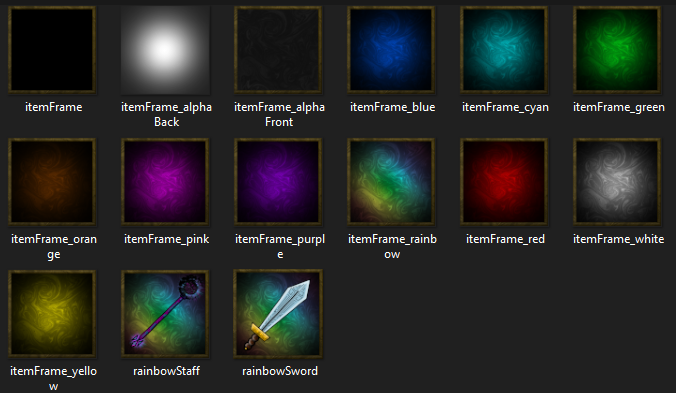 itemFrame
itemFrame_alpha
Back
itemFrame_alpha
Front
itemFrame_blue
itemFrame_cyan
itemFrame_green
itemFrame_oran
ge
itemFrame_pink
itemFrame_purpl
e
itemFrame_rainb
ow
itemFrame_red
itemFrame_white
itemFrame_yello
w
rainbowStaff
rainbowSword